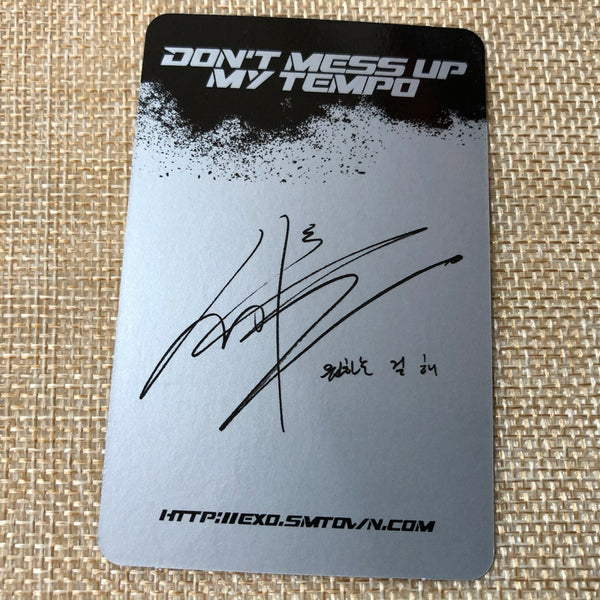 DON'T MESS UP
MY TEMPO
원하는 걸 해
HTTP://EXO.SMTOWN.COM